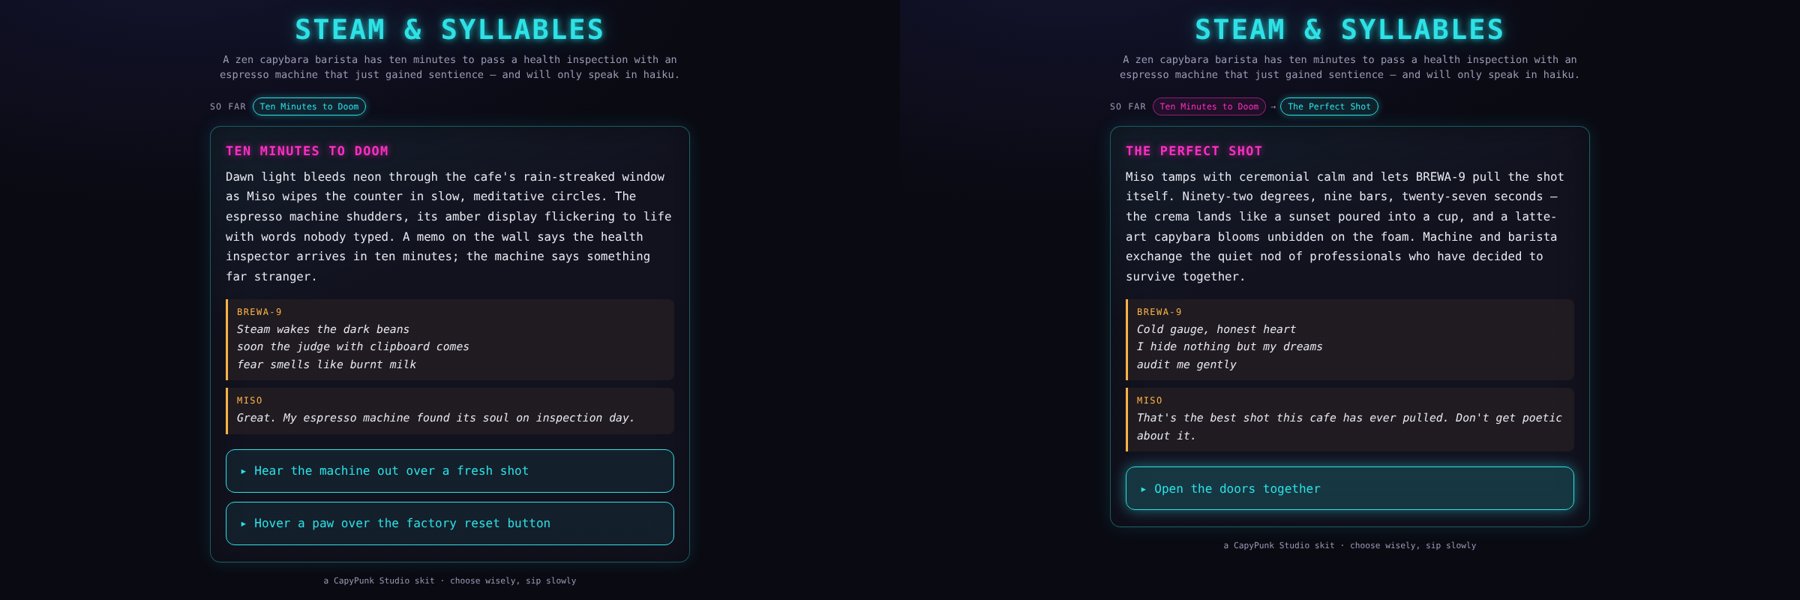 STEAM & SYLLABLES
A zen capybara barista has ten minutes to pass a health inspection with an
espresso machine that just gained sentience — and will only speak in haiku.
SO FAR Ten Minutes to Doom
TEN MINUTES TO DOOM
Dawn light bleeds neon through the cafe's rain-streaked window
as Miso wipes the counter in slow, meditative circles. The
espresso machine shudders, its amber display flickering to life
with words nobody typed. A memo on the wall says the health
inspector arrives in ten minutes; the machine says something
far stranger.
BREWA-9
Steam wakes the dark beans
soon the judge with clipboard comes
fear smells like burnt milk
MISO
Great. My espresso machine found its soul on inspection day.
▸ Hear the machine out over a fresh shot
▸ Hover a paw over the factory reset button
a CapyPunk Studio skit · choose wisely, sip slowly
STEAM & SYLLABLES
A zen capybara barista has ten minutes to pass a health inspection with an
espresso machine that just gained sentience — and will only speak in haiku.
SO FAR Ten Minutes to Doom → The Perfect Shot
THE PERFECT SHOT
Miso tamps with ceremonial calm and lets BREWA-9 pull the shot
itself. Ninety-two degrees, nine bars, twenty-seven seconds —
the crema lands like a sunset poured into a cup, and a latte-
art capybara blooms unbidden on the foam. Machine and barista
exchange the quiet nod of professionals who have decided to
survive together.
BREWA-9
Cold gauge, honest heart
I hide nothing but my dreams
audit me gently
MISO
That's the best shot this cafe has ever pulled. Don't get poetic
about it.
▸ Open the doors together
a CapyPunk Studio skit · choose wisely, sip slowly